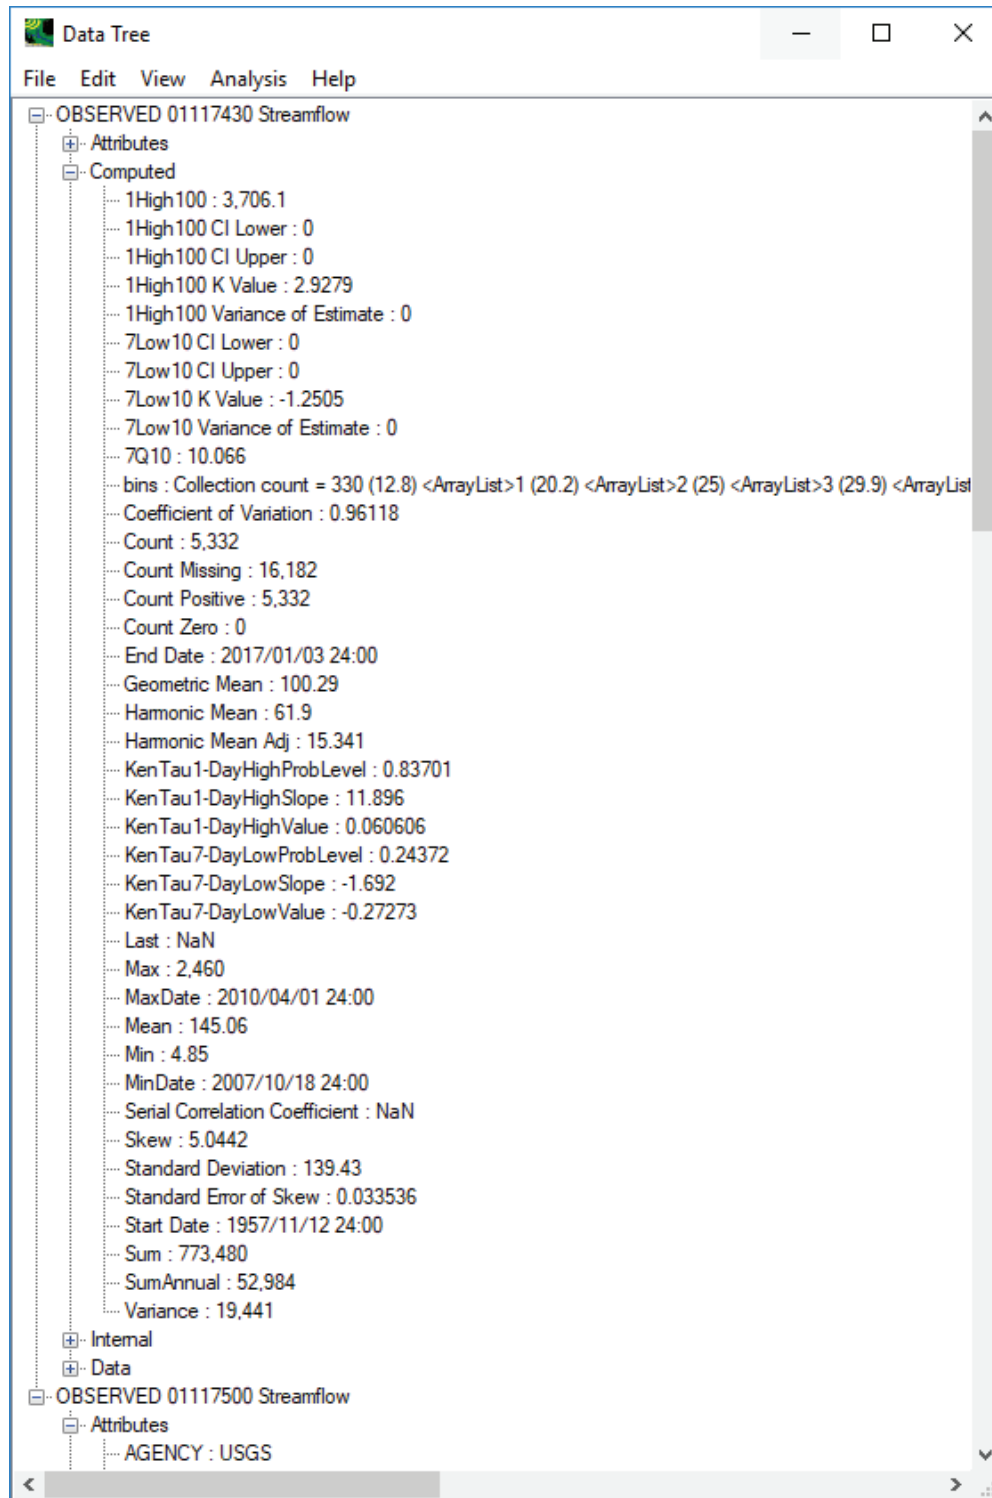 Data Tree
File Edit View Analysis Help
OBSERVED 01117430 Streamflow
Attributes
Computed
1High100 : 3,706.1
1High100 CI Lower : 0
1High100 CI Upper : 0
1High100 K Value : 2.9279
1High100 Variance of Estimate : 0
7Low10 CI Lower : 0
7Low10 CI Upper : 0
7Low10 K Value : -1.2505
7Low10 Variance of Estimate : 0
7Q10 : 10.066
bins : Collection count = 330 (12.8) <ArrayList>1 (20.2) <ArrayList>2 (25) <ArrayList>3 (29.9) <ArrayList
Coefficient of Variation : 0.96118
Count : 5,332
Count Missing : 16,182
Count Positive : 5,332
Count Zero : 0
End Date : 2017/01/03 24:00
Geometric Mean : 100.29
Harmonic Mean : 61.9
Harmonic Mean Adj : 15.341
KenTau1-DayHighProbLevel : 0.83701
KenTau1-DayHighSlope : 11.896
KenTau1-DayHighValue : 0.060606
KenTau7-DayLowProbLevel : 0.24372
KenTau7-DayLowSlope : -1.692
KenTau7-DayLowValue : -0.27273
Last : NaN
Max : 2,460
MaxDate : 2010/04/01 24:00
Mean : 145.06
Min : 4.85
MinDate : 2007/10/18 24:00
Serial Correlation Coefficient : NaN
Skew : 5.0442
Standard Deviation : 139.43
Standard Error of Skew : 0.033536
Start Date : 1957/11/12 24:00
Sum : 773,480
SumAnnual : 52,984
Variance : 19,441
Internal
Data
OBSERVED 01117500 Streamflow
Attributes
AGENCY : USGS